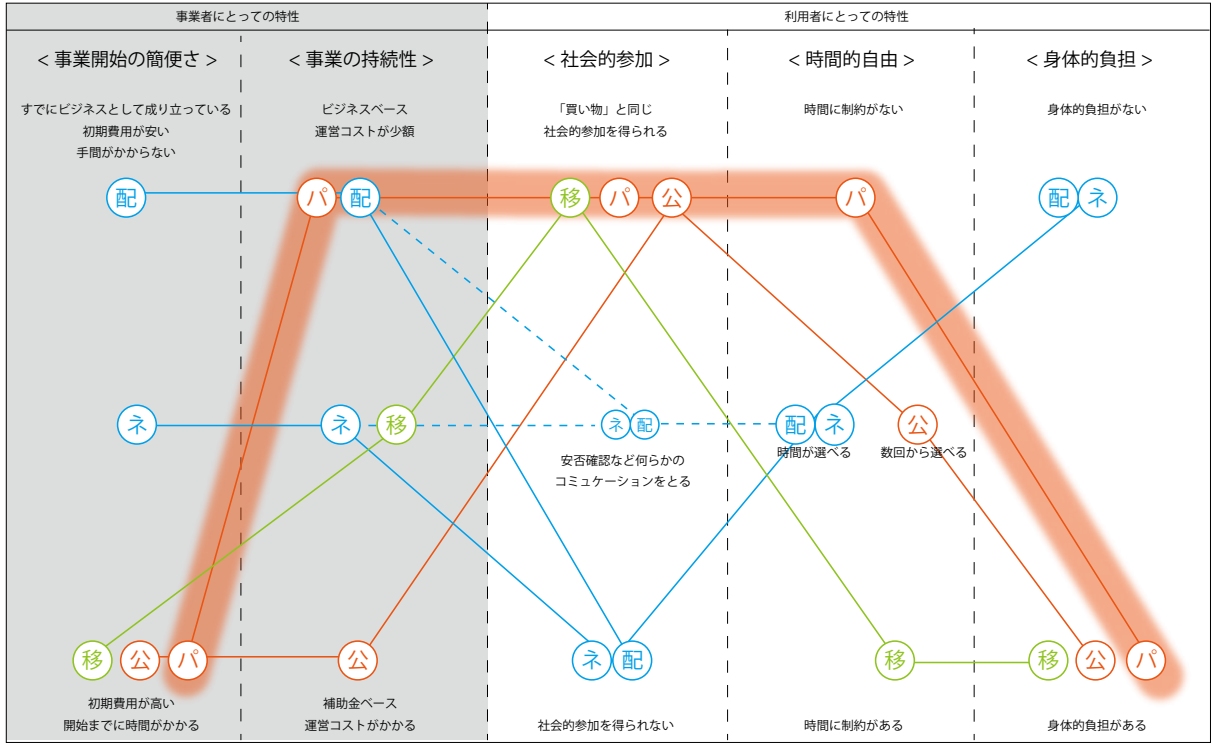 事業者にとっての特性
利用者にとっての特性
< 事業開始の簡便さ >
< 事業の持続性 >
< 社会的参加 >
< 時間的自由 >
< 身体的負担 >
すでにビジネスとして成り立っている
初期費用が安い
手間がかからない
ビジネスベース
運営コストが少額
「買い物」と同じ
社会的参加を得られる
時間に制約がない
身体的負担がない
配
パ
配
移
パ
公
パ
配
ネ
ネ
ネ
移
ネ
配
配
ネ
公
安否確認など何らかの
コミュケーションをとる
時間が選べる
数回から選べる
移
公
パ
公
ネ
配
移
移
公
パ
初期費用が高い
開始までに時間がかかる
補助金ベース
運営コストがかかる
社会的参加を得られない
時間に制約がある
身体的負担がある